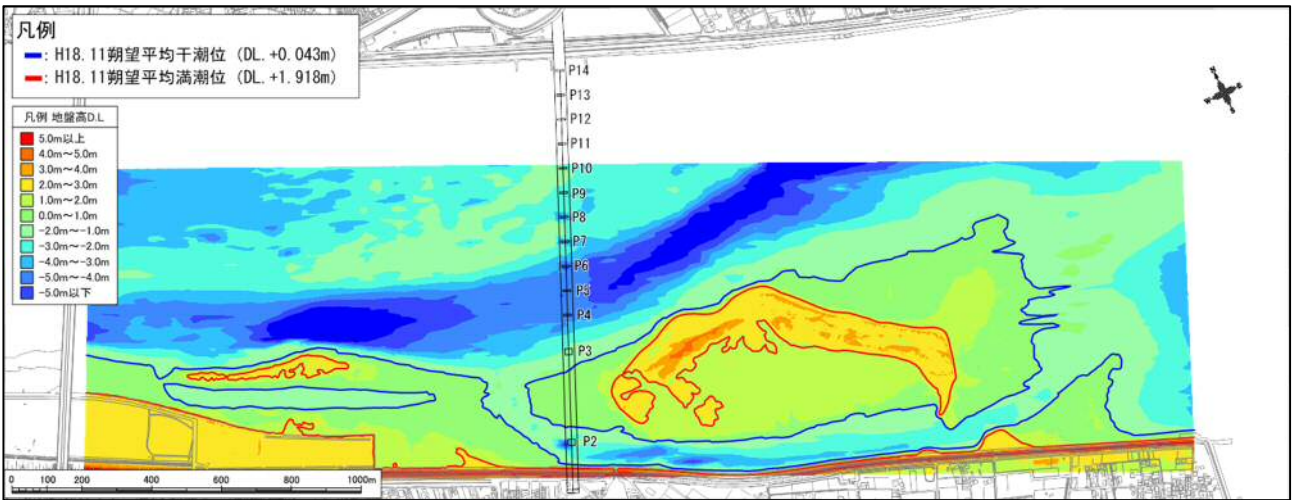 凡例
: H18.11朔望平均干潮位 (DL.+0.043m)
: H18.11朔望平均満潮位 (DL.+1.918m)
凡例 地盤高D.L
5.0m以上
4.0m～5.0m
3.0m～4.0m
2.0m～3.0m
1.0m～2.0m
0.0m～1.0m
-2.0m～-1.0m
-3.0m～-2.0m
-4.0m～-3.0m
-5.0m～-4.0m
-5.0m以下
P14
P13
P12
P11
P10
P9
P8
P7
P6
P5
P4
P3
P2
0 200 400 600 800 1000m